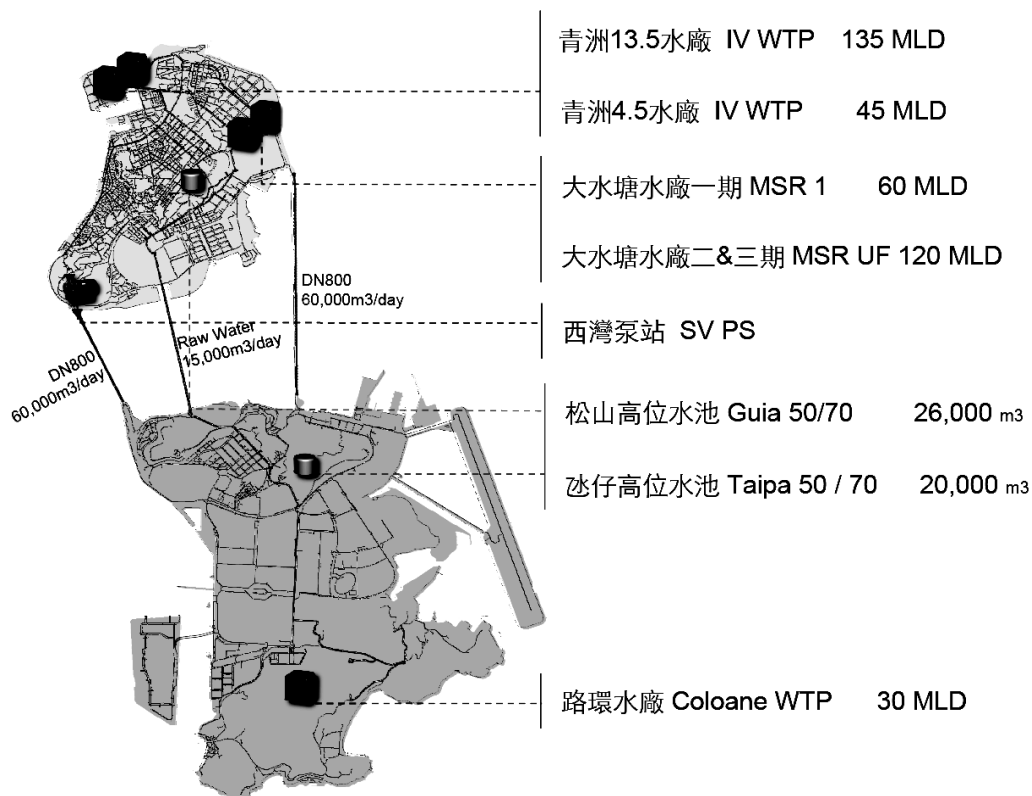 青洲13.5水廠 IV WTP 135 MLD
青洲4.5水廠 IV WTP 45 MLD
大水塘水廠一期 MSR 1 60 MLD
大水塘水廠二&三期 MSR UF 120 MLD
DN800
60,000m3/day
西灣泵站 SV PS
Raw Water
15,000m3/day
DN800
60,000m3/day
松山高位水池 Guia 50/70 26,000 m3
氹仔高位水池 Taipa 50 / 70 20,000 m3
路環水廠 Coloane WTP 30 MLD